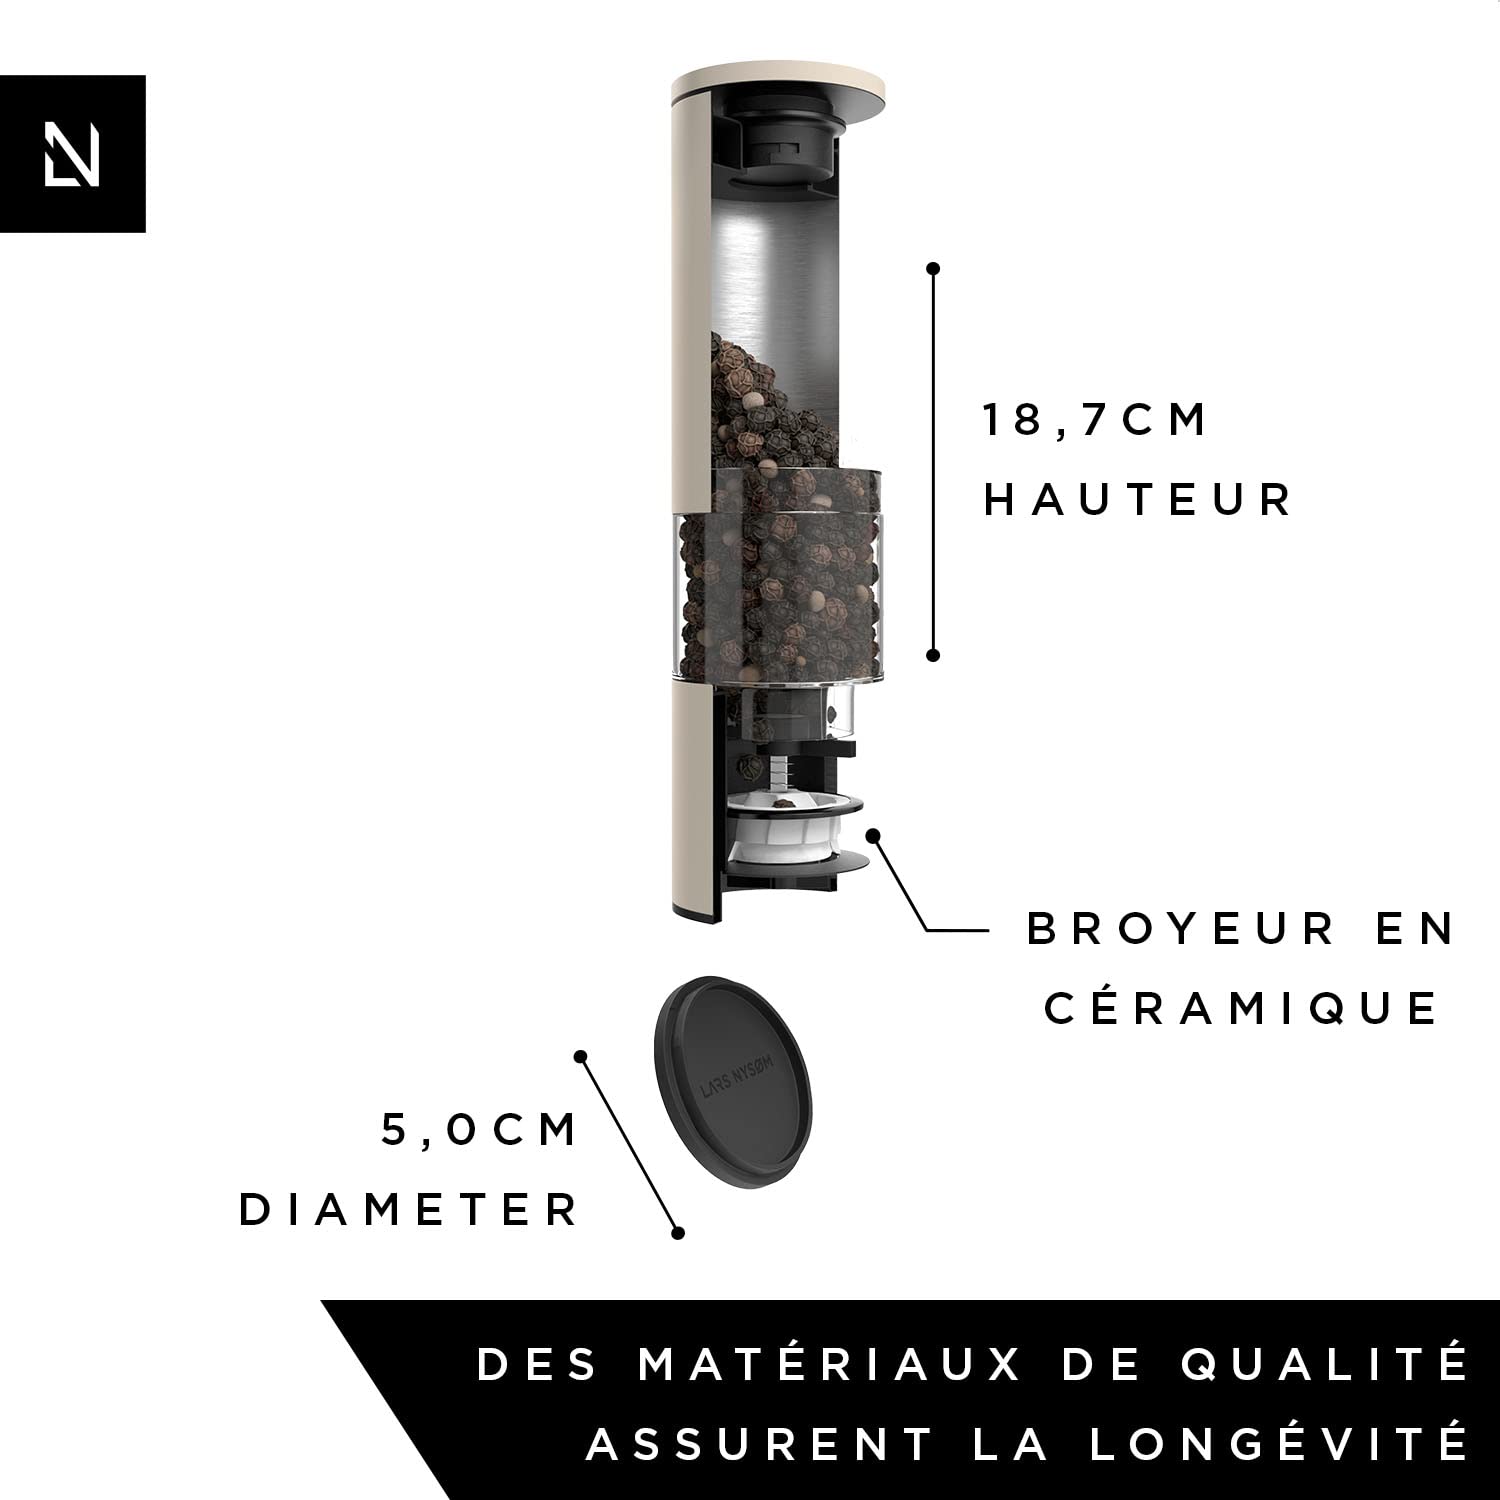 18,7CM
HAUTEUR
BROYEUR EN
CÉRAMIQUE
LARS NYSØM
5,0CM
DIAMETER
DES MATÉRIAUX DE QUALITÉ
ASSURENT LA LONGÉVITÉ